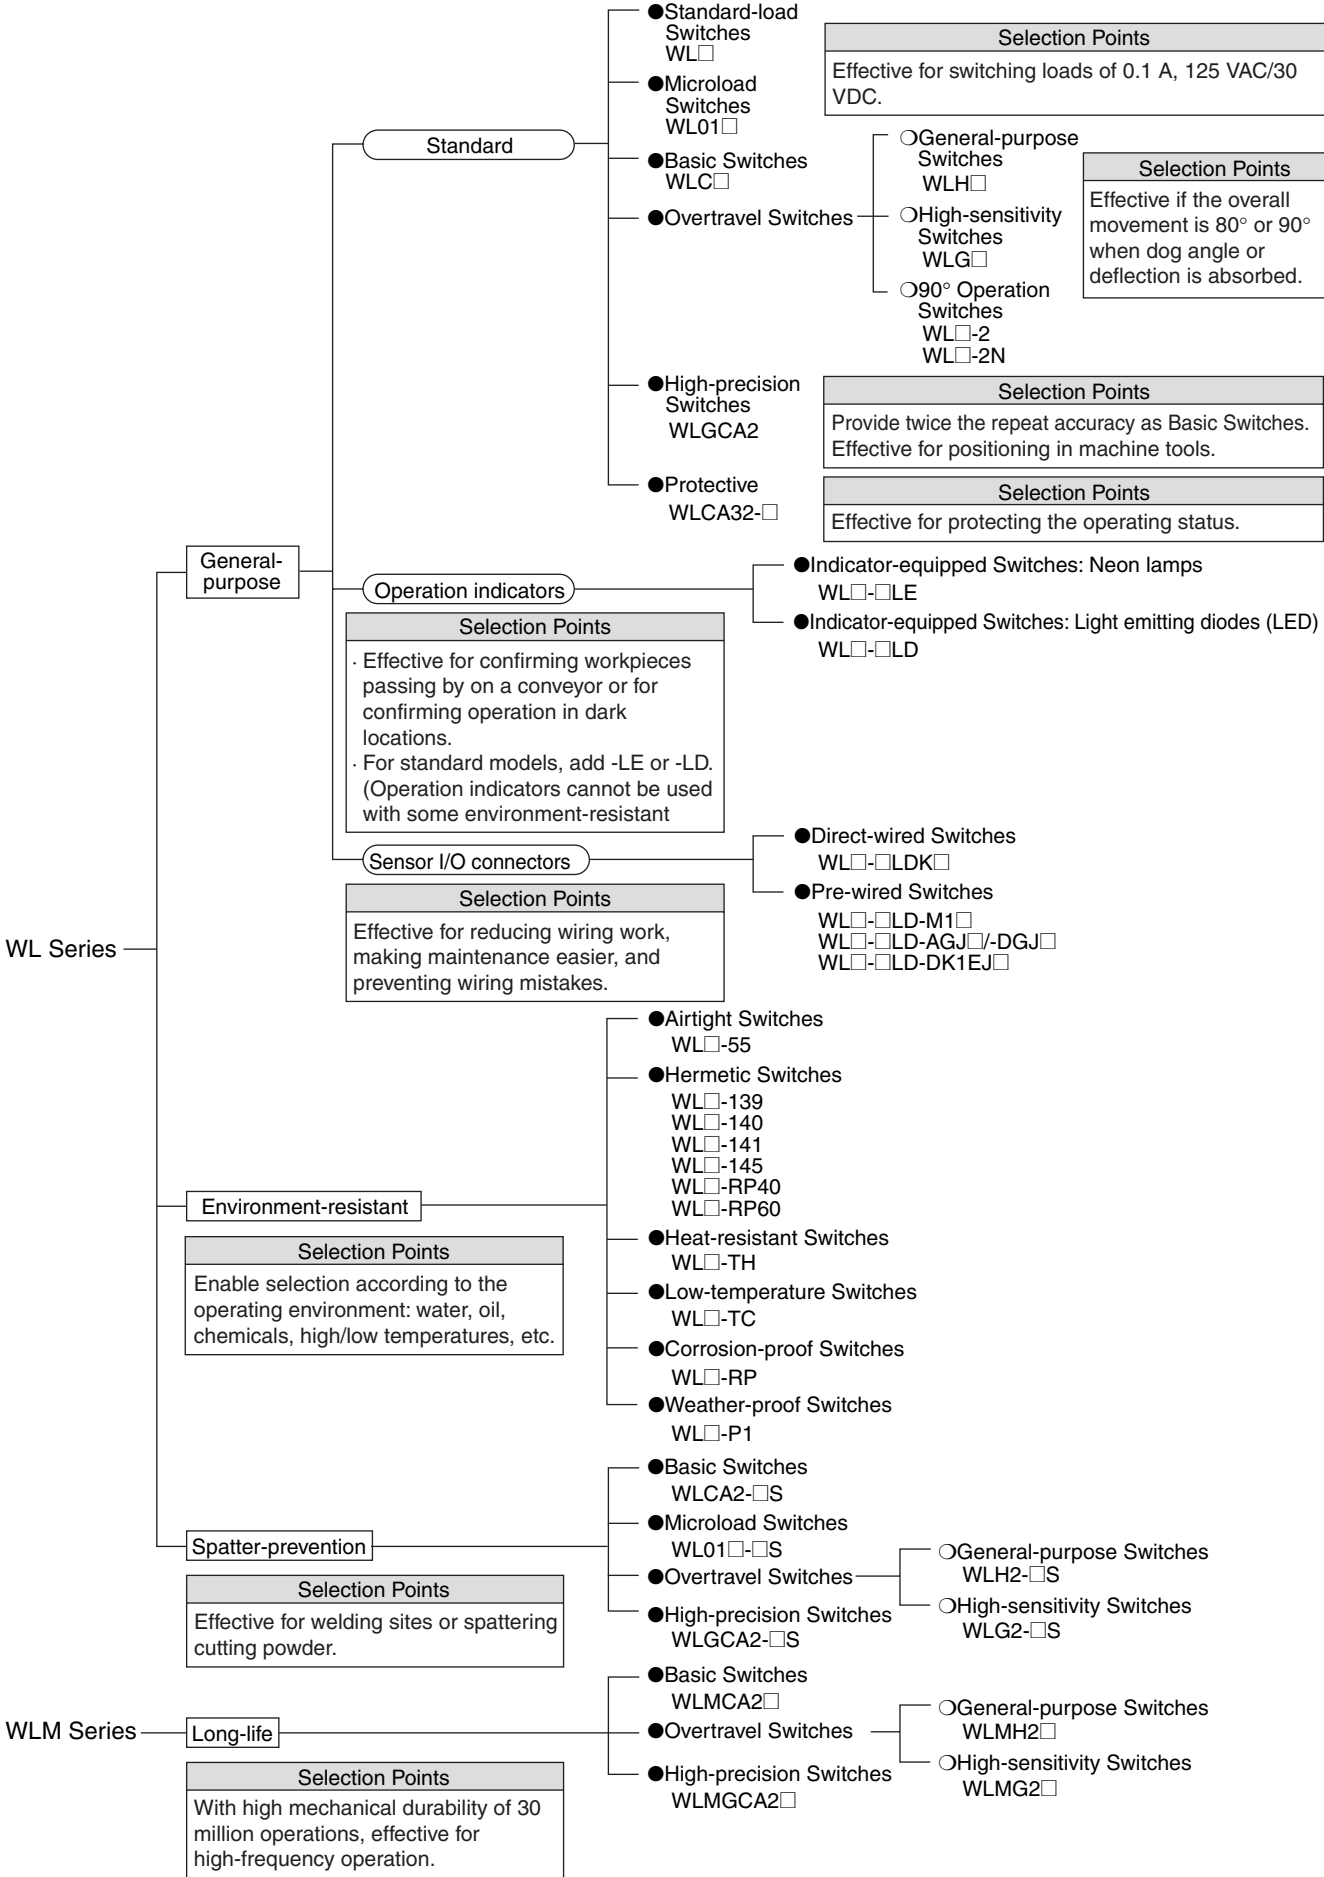 ●Standard-load
Switches
WL□
Selection Points
Effective for switching loads of 0.1 A, 125 VAC/30
VDC.
●Microload
Switches
WL01□
Standard
●Basic Switches
WLC□
●Overtravel Switches
❍General-purpose
Switches
WLH□
❍High-sensitivity
Switches
WLG□
❍90° Operation
Switches
WL□-2
WL□-2N
Selection Points
Effective if the overall
movement is 80° or 90°
when dog angle or
deflection is absorbed.
●High-precision
Switches
WLGCA2
Selection Points
Provide twice the repeat accuracy as Basic Switches.
Effective for positioning in machine tools.
●Protective
WLCA32-□
Selection Points
Effective for protecting the operating status.
General-
purpose
Operation indicators
●Indicator-equipped Switches: Neon lamps
WL□-□LE
●Indicator-equipped Switches: Light emitting diodes (LED)
WL□-□LD
Selection Points
· Effective for confirming workpieces
passing by on a conveyor or for
confirming operation in dark
locations.
· For standard models, add -LE or -LD.
(Operation indicators cannot be used
with some environment-resistant
Sensor I/O connectors
●Direct-wired Switches
WL□-□LDK□
●Pre-wired Switches
WL□-□LD-M1□
WL□-□LD-AGJ□/-DGJ□
WL□-□LD-DK1EJ□
Selection Points
Effective for reducing wiring work,
making maintenance easier, and
preventing wiring mistakes.
WL Series
●Airtight Switches
WL□-55
●Hermetic Switches
WL□-139
WL□-140
WL□-141
WL□-145
WL□-RP40
WL□-RP60
Environment-resistant
Selection Points
Enable selection according to the
operating environment: water, oil,
chemicals, high/low temperatures, etc.
●Heat-resistant Switches
WL□-TH
●Low-temperature Switches
WL□-TC
●Corrosion-proof Switches
WL□-RP
●Weather-proof Switches
WL□-P1
●Basic Switches
WLCA2-□S
●Microload Switches
WL01□-□S
Spatter-prevention
Selection Points
Effective for welding sites or spattering
cutting powder.
●Overtravel Switches
❍General-purpose Switches
WLH2-□S
❍High-sensitivity Switches
WLG2-□S
●High-precision Switches
WLGCA2-□S
●Basic Switches
WLMCA2□
WLM Series
Long-life
●Overtravel Switches
❍General-purpose Switches
WLMH2□
❍High-sensitivity Switches
WLMG2□
●High-precision Switches
WLMGCA2□
Selection Points
With high mechanical durability of 30
million operations, effective for
high-frequency operation.